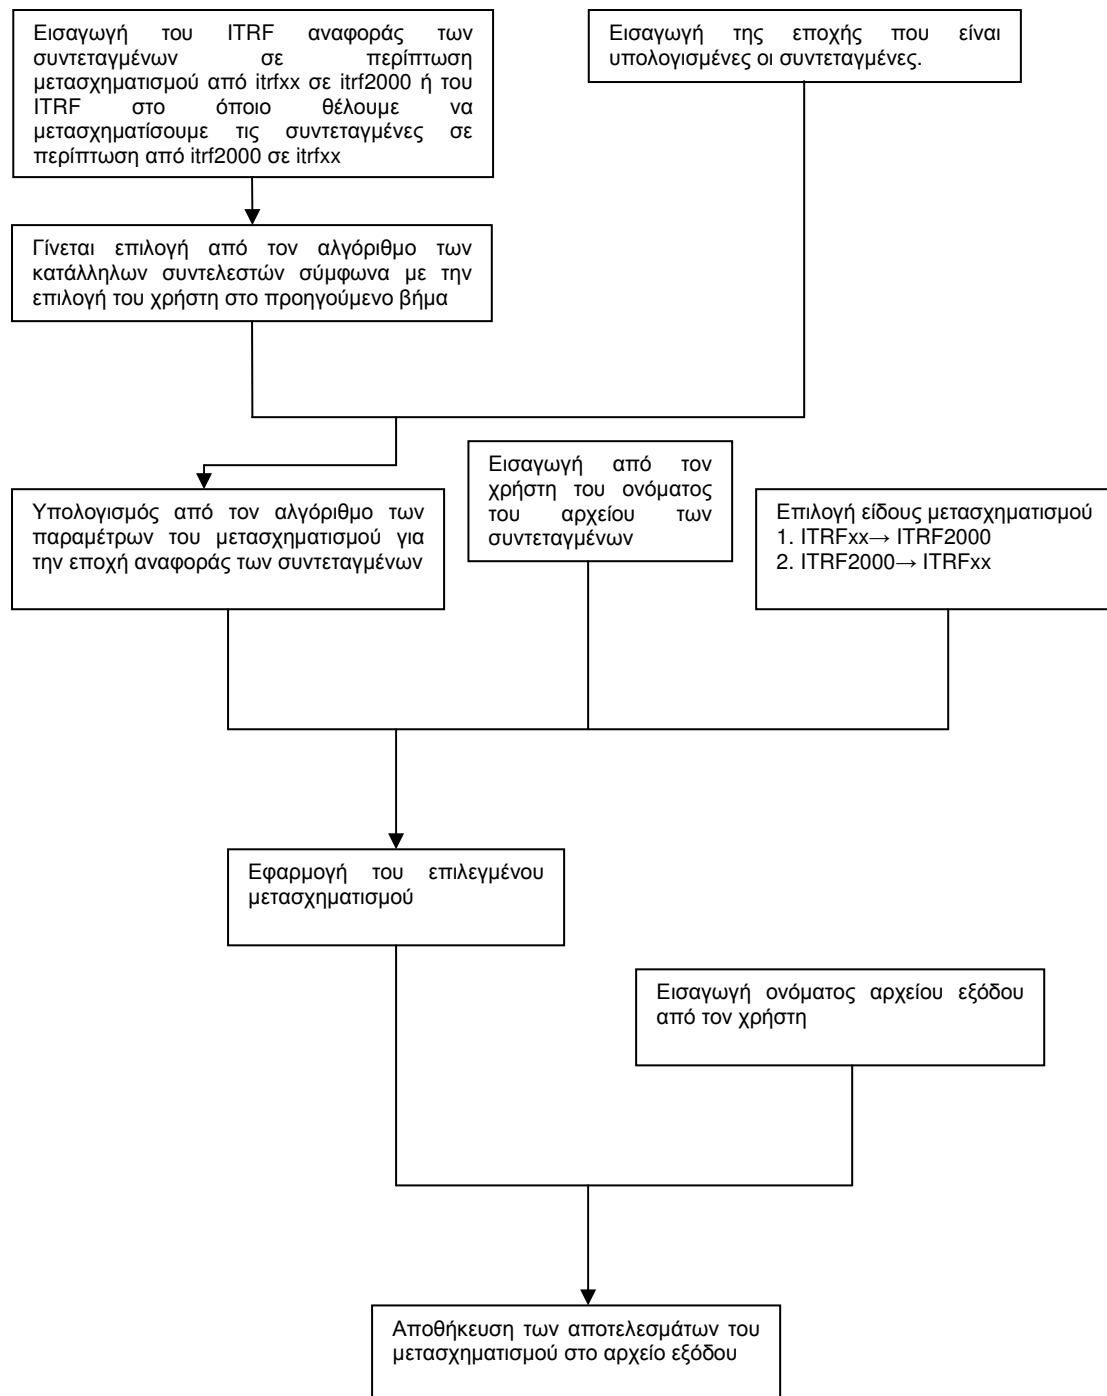 Εισαγωγή του ITRF αναφοράς των
συντεταγμένων σε περίπτωση
μετασχηματισμού από itrfxx σε itrf2000 ή του
ITRF στο όποιο θέλουμε να
μετασχηματίσουμε τις συντεταγμένες σε
περίπτωση από itrf2000 σε itrfxx
Εισαγωγή της εποχής που είναι
υπολογισμένες οι συντεταγμένες.
Γίνεται επιλογή από τον αλγόριθμο των
κατάλληλων συντελεστών σύμφωνα με την
επιλογή του χρήστη στο προηγούμενο βήμα
Υπολογισμός από τον αλγόριθμο των
παραμέτρων του μετασχηματισμού για
την εποχή αναφοράς των συντεταγμένων
Εισαγωγή από τον
χρήστη του ονόματος
του αρχείου των
συντεταγμένων
Επιλογή είδους μετασχηματισμού
1. ITRFxx→ ITRF2000
2. ITRF2000→ ITRFxx
Εφαρμογή του επιλεγμένου
μετασχηματισμού
Εισαγωγή ονόματος αρχείου εξόδου
από τον χρήστη
Αποθήκευση των αποτελεσμάτων του
μετασχηματισμού στο αρχείο εξόδου